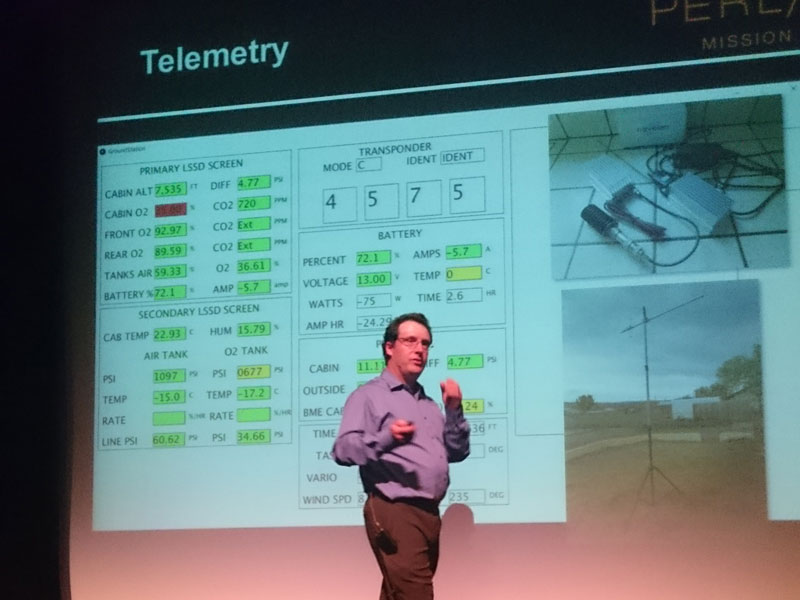 Telemetry
MISSION
GroundStation
PRIMARY LSSD SCREEN
CABIN ALT 7,535 FT DIFF 4.77 PSI
CABIN O2 % CO2 720 PPM
FRONT O2 92.97 % CO2 Ext PPM
REAR O2 89.59 % CO2 Ext PPM
TANKS AIR 59.33 % O2 36.61 %
BATTERY % 72.1 % AMP -5.7 amp
SECONDARY LSSD SCREEN
CAB TEMP 22.93 C HUM 15.79 %
AIR TANK O2 TANK
PSI 1097 PSI PSI 0677 PSI
TEMP -15.0 C TEMP -17.2 C
RATE %/HR RATE %/HR
LINE PSI 60.62 PSI PSI 34.66 PSI
TRANSPONDER
MODE C IDENT IDENT
4 5 7 5
BATTERY
PERCENT 72.1 % AMPS -5.7 A
VOLTAGE 13.00 V TEMP 0 C
WATTS -75 W TIME 2.6 HR
AMP HR -24.29
CABIN 11.1 4.77 PSI
OUTSIDE
BME CAB 24 %
TIME 36 FT
DEG
VARIO
WIND SPD 8 235 DEG